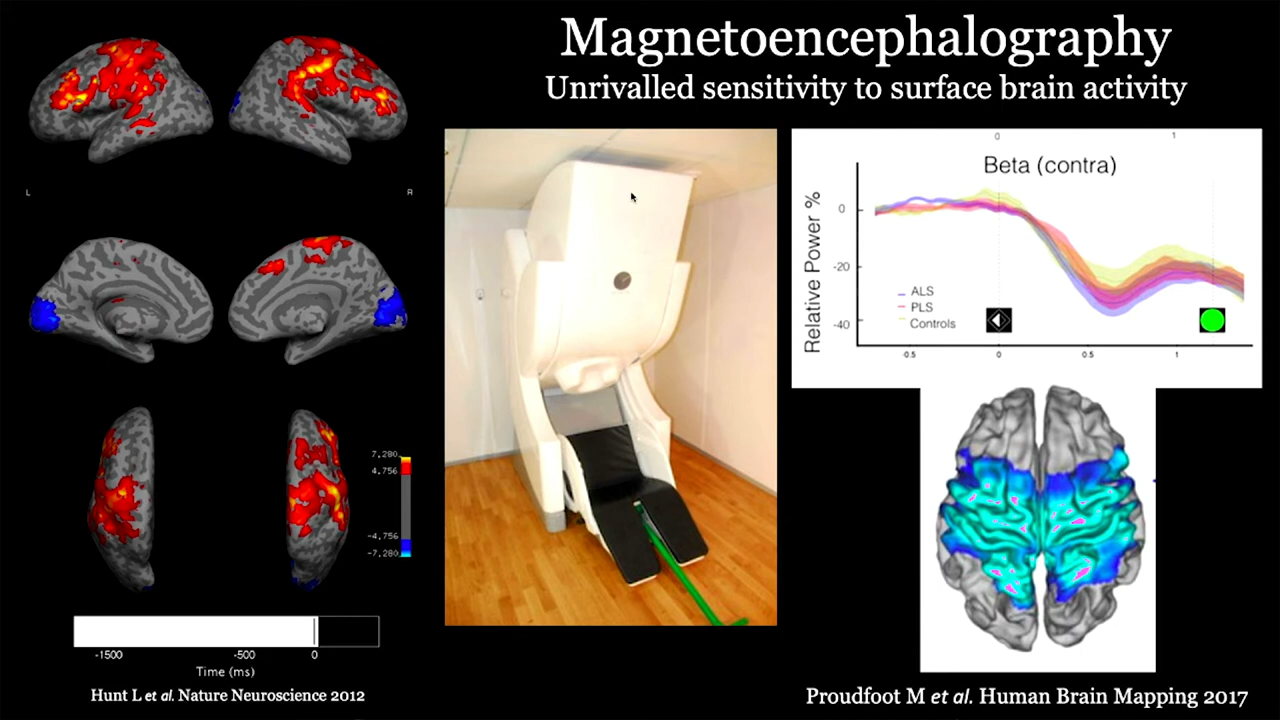 Magnetoencephalography
Unrivalled sensitivity to surface brain activity
L
R
7,280
4,756
-4,756
-7,280
-1500
-500
0
Time (ms)
Hunt L et al. Nature Neuroscience 2012
0
1
Beta (contra)
Relative Power %
0
-20
-40
ALS
PLS
Controls
-0.5
0
0.5
1
Proudfoot M et al. Human Brain Mapping 2017